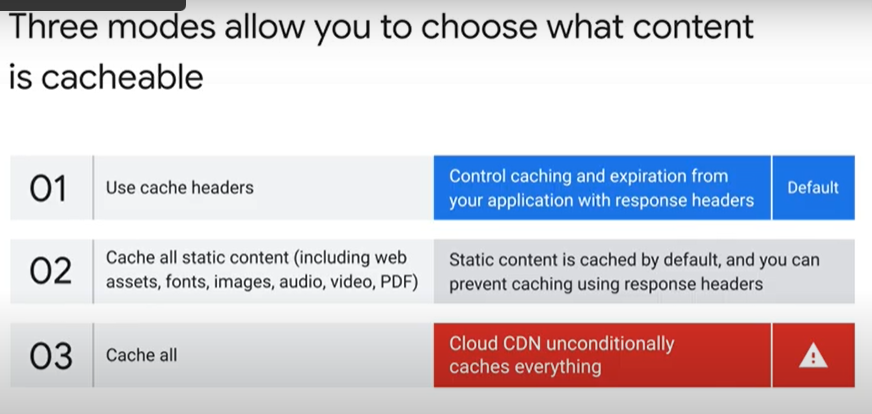 Three modes allow you to choose what content
is cacheable
01
Use cache headers
Control caching and expiration from
your application with response headers
Default
02
Cache all static content (including web
assets, fonts, images, audio, video, PDF)
Static content is cached by default, and you can
prevent caching using response headers
03
Cache all
Cloud CDN unconditionally
caches everything